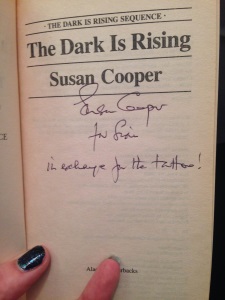 · THE DARK IS RISING SEQUENCE ·
The Dark Is Rising
Susan Cooper
Susan Cooper
for
in exchange for the tattoo!